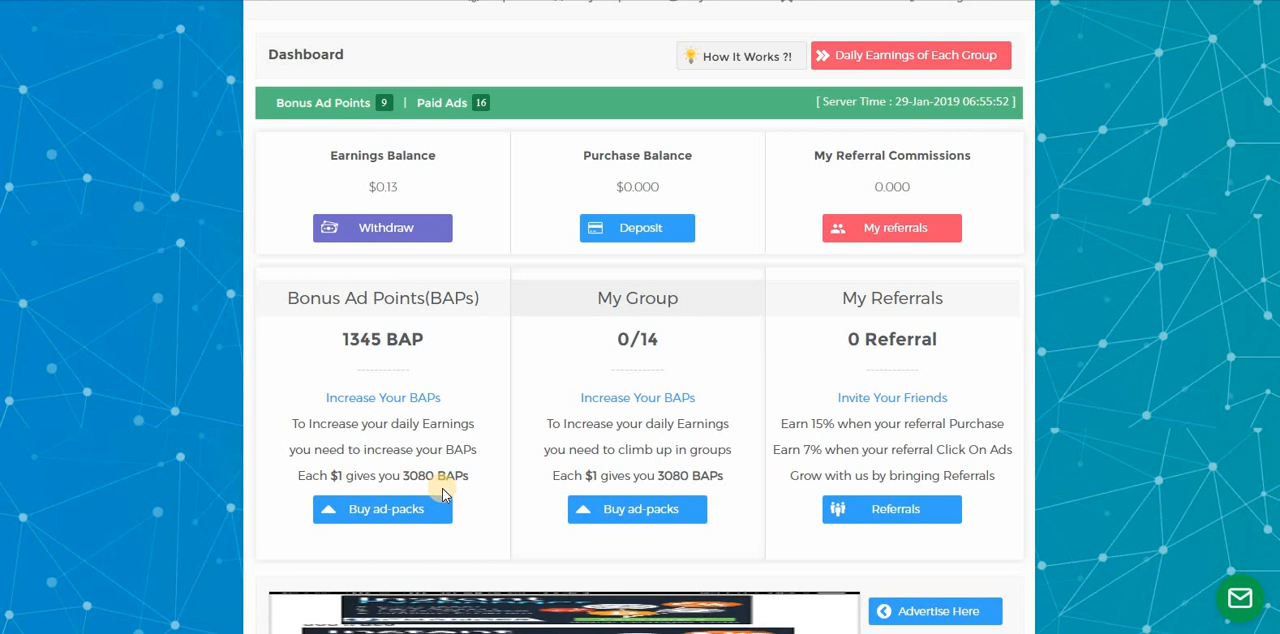 Dashboard
How It Works ?!
Daily Earnings of Each Group
Bonus Ad Points 9 | Paid Ads 16
[ Server Time : 29-Jan-2019 06:55:52 ]
Earnings Balance
Purchase Balance
My Referral Commissions
$0.13
$0.000
0.000
Withdraw
Deposit
My referrals
Bonus Ad Points(BAPs)
My Group
My Referrals
1345 BAP
0/14
0 Referral
------------
------------
------------
Increase Your BAPs
Increase Your BAPs
Invite Your Friends
To Increase your daily Earnings
To Increase your daily Earnings
Earn 15% when your referral Purchase
you need to increase your BAPs
you need to climb up in groups
Earn 7% when your referral Click On Ads
Each $1 gives you 3080 BAPs
Each $1 gives you 3080 BAPs
Grow with us by bringing Referrals
Buy ad-packs
Buy ad-packs
Referrals
Instant
Advertise Here
Instant